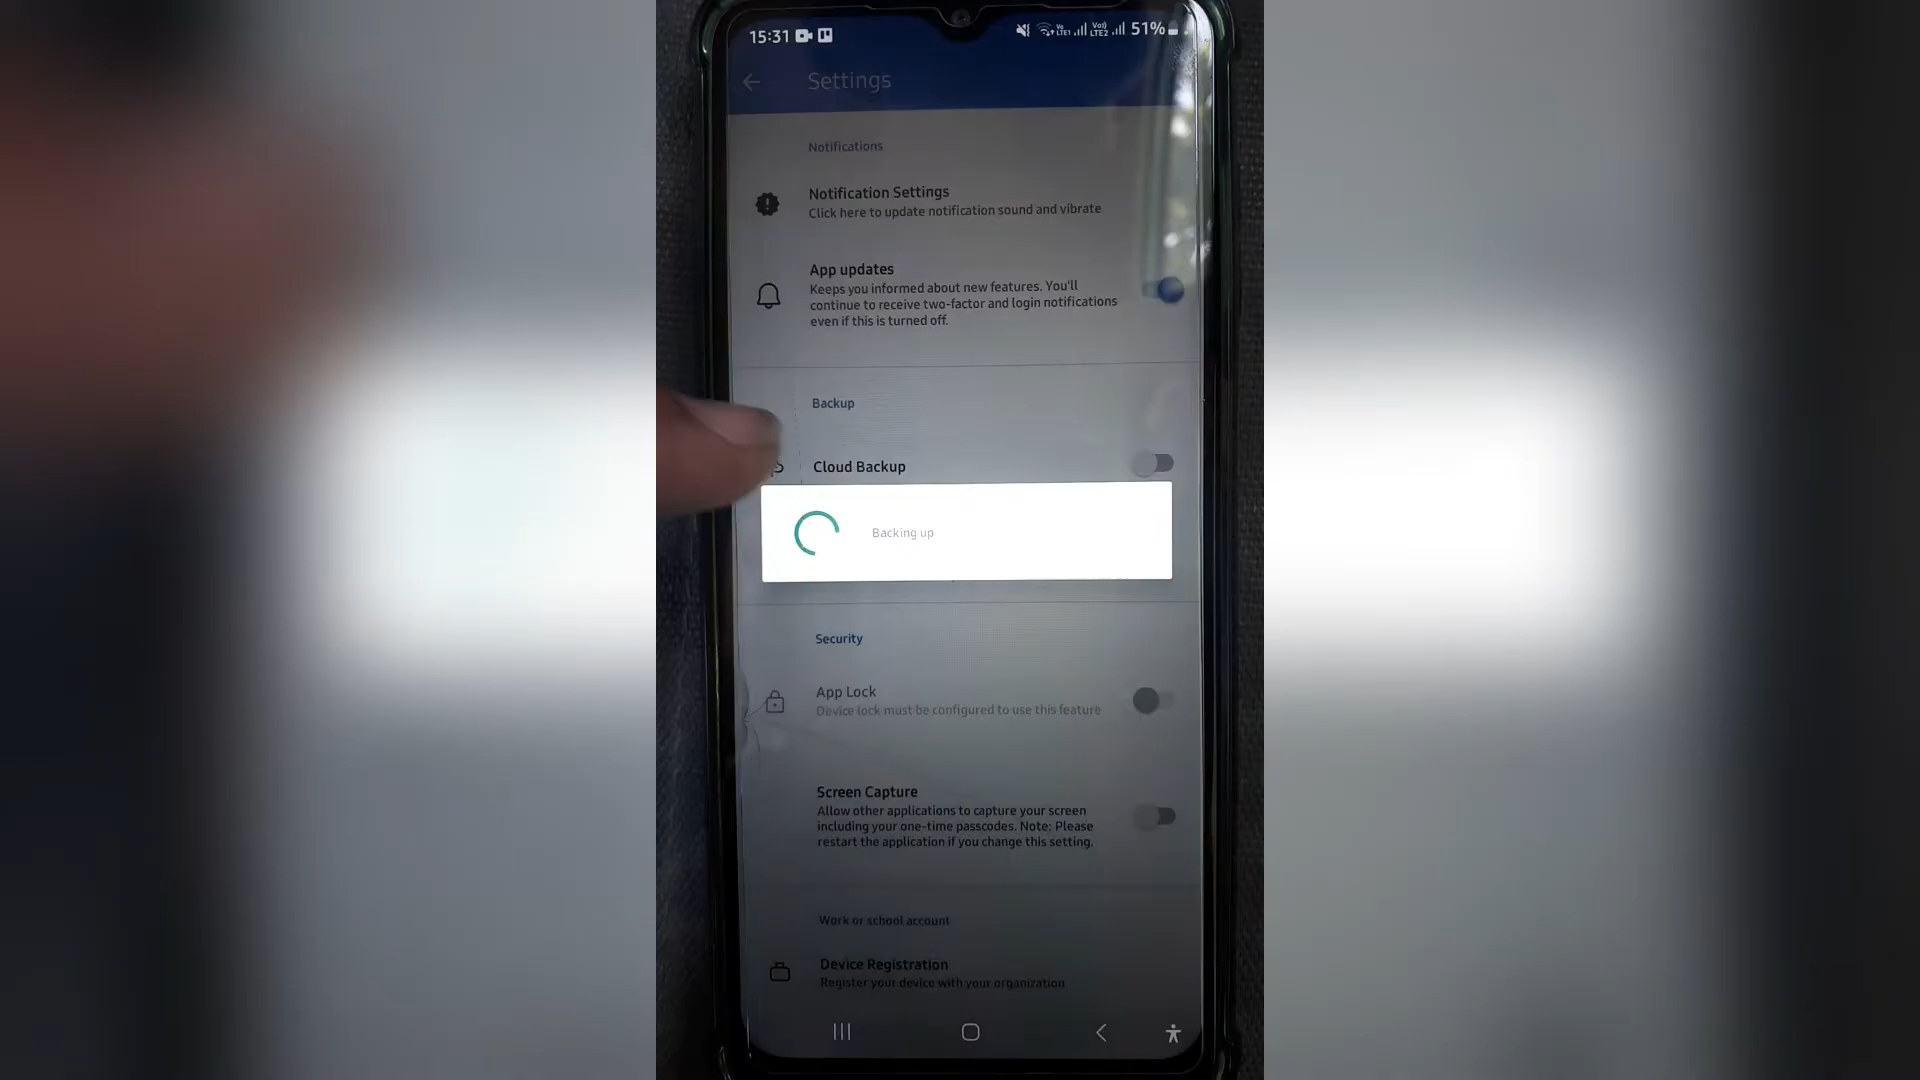 15:31
Vo LTE1 Vo) LTE2 51%
Settings
Notifications
Notification Settings
Click here to update notification sound and vibrate
App updates
Keeps you informed about new features. You'll
continue to receive two-factor and login notifications
even if this is turned off.
Backup
Cloud Backup
Backing up
Security
App Lock
Device lock must be configured to use this feature
Screen Capture
Allow other applications to capture your screen
including your one-time passcodes. Note: Please
restart the application if you change this setting.
Work or school account
Device Registration
Register your device with your organization